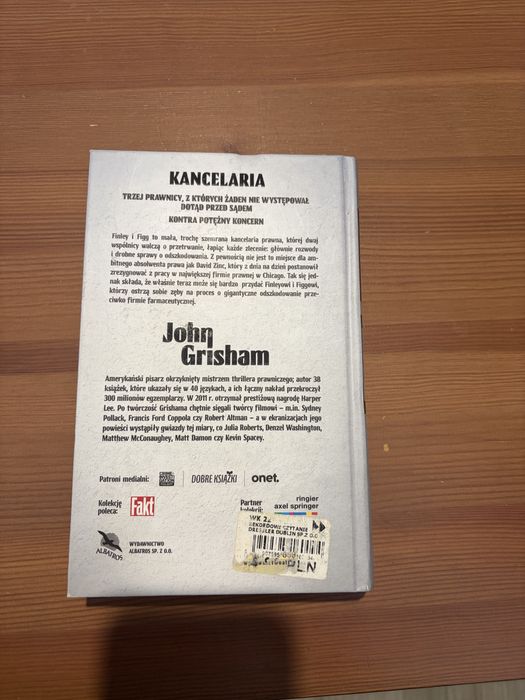 KANCELARIA
TRZEJ PRAWNICY, Z KTÓRYCH ŻADEN NIE WYSTĘPOWAŁ
DOTĄD PRZED SĄDEM
KONTRA POTĘŻNY KONCERN
Finley i Figg to mała, trochę szemrana kancelaria prawna, której dwaj
wspólnicy walczą o przetrwanie, łapiąc każde zlecenie: głównie rozwody
i drobne sprawy o odszkodowania. Z pewnością nie jest to miejsce dla am-
bitnego absolwenta prawa jak David Zinc, który z dnia na dzień postanowił
zrezygnować z pracy w największej firmie prawnej w Chicago. Tak się jed-
nak składa, że właśnie teraz może się bardzo przydać Finleyowi i Figgowi,
którzy ostrzą sobie zęby na proces o gigantyczne odszkodowanie prze-
ciwko firmie farmaceutycznej.
John
Grisham
Amerykański pisarz okrzyknięty mistrzem thrillera prawniczego; autor 38
książek, które ukazały się w 40 językach, a ich łączny nakład przekroczył
300 milionów egzemplarzy. W 2011 r. otrzymał prestiżową nagrodę Harper
Lee. Po twórczość Grishama chętnie sięgali twórcy filmowi – m.in. Sydney
Pollack, Francis Ford Coppola czy Robert Altman – a w ekranizacjach jego
powieści wystąpiły gwiazdy tej miary, co Julia Roberts, Denzel Washington,
Matthew McConaughey, Matt Damon czy Kevin Spacey.
Patroni medialni:
DOBRE KSIĄŻKI
onet.
Kolekcję
poleca:
Fakt
Partner
ringier
axel springer
ALBATROS
WYDAWNICTWO
ALBATROS SP. Z O.O.
WK 2
REKORDOWE CZYTANIE
DRESSLER DUBLIN SP Z O.O